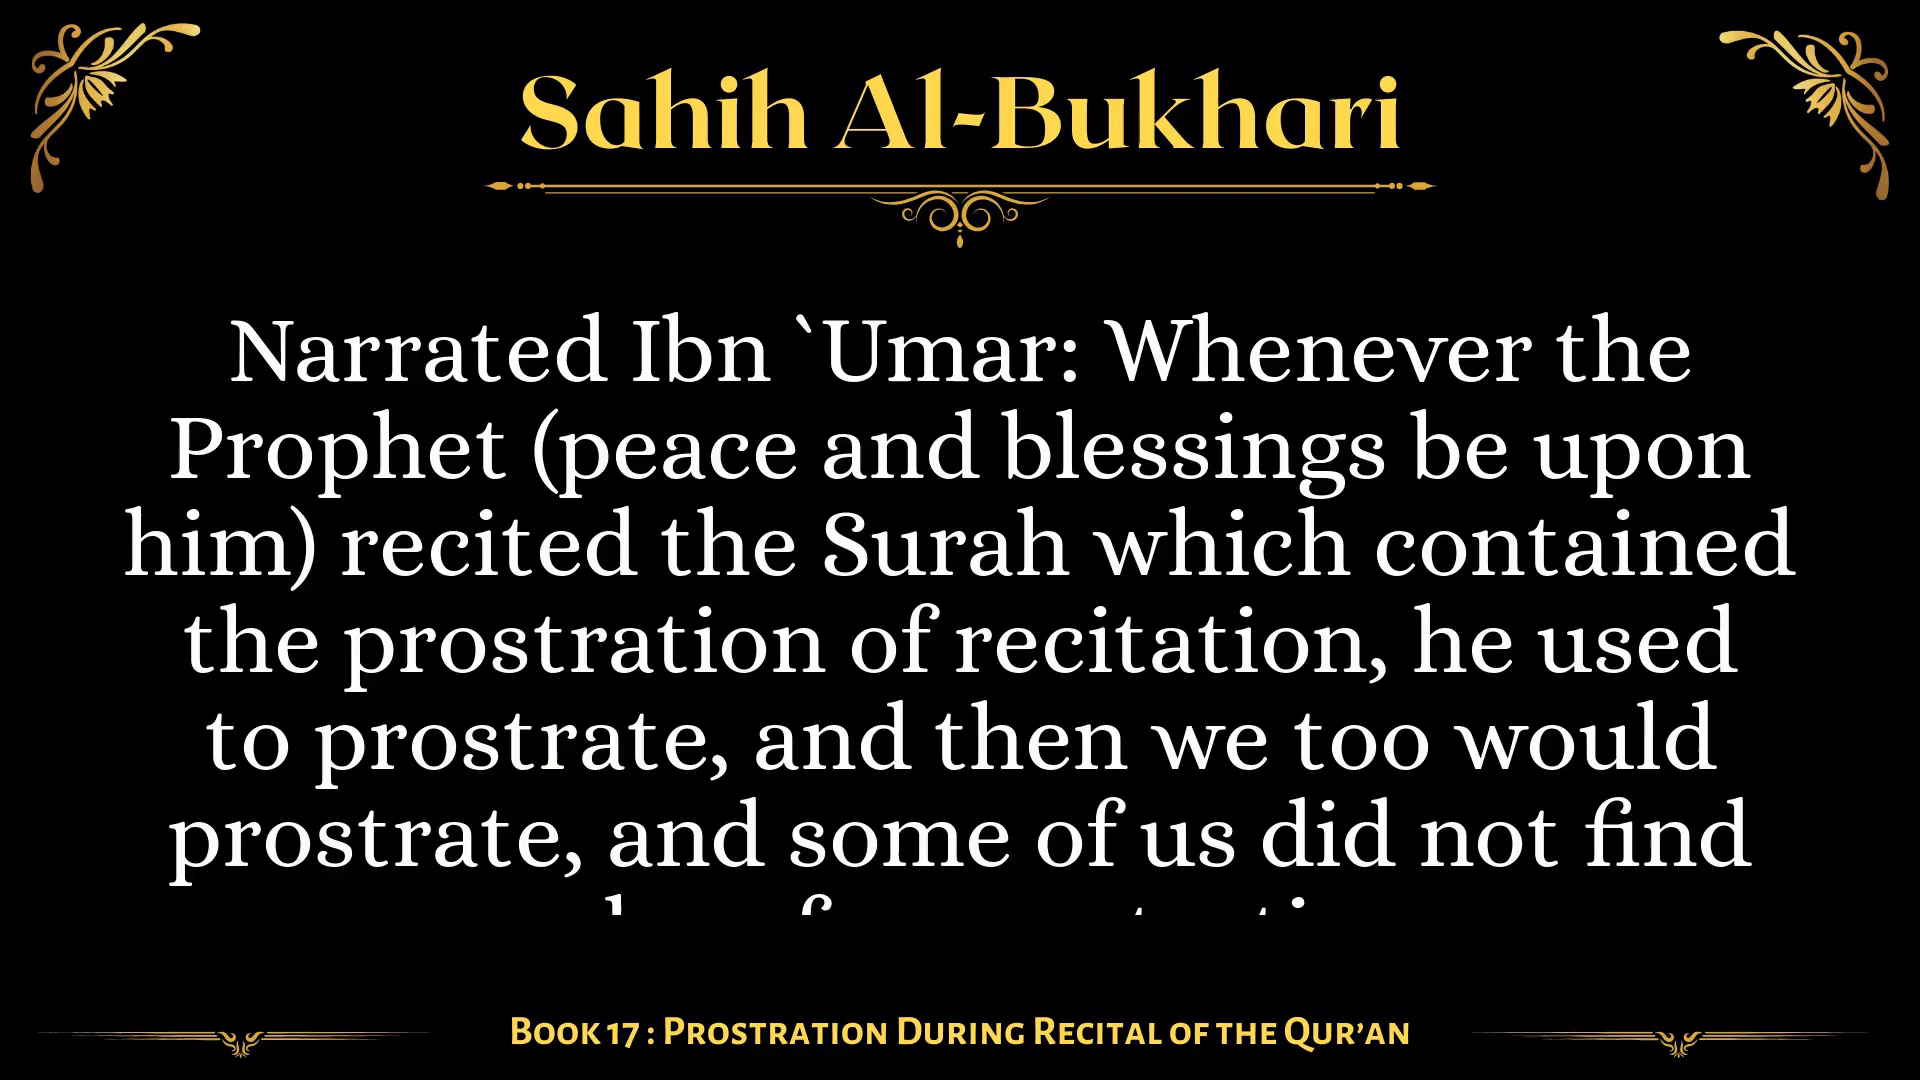 Sahih Al-Bukhari
Narrated Ibn `Umar: Whenever the
Prophet (peace and blessings be upon
him) recited the Surah which contained
the prostration of recitation, he used
to prostrate, and then we too would
prostrate, and some of us did not find
Book 17 : Prostration During Recital of the Qur’an